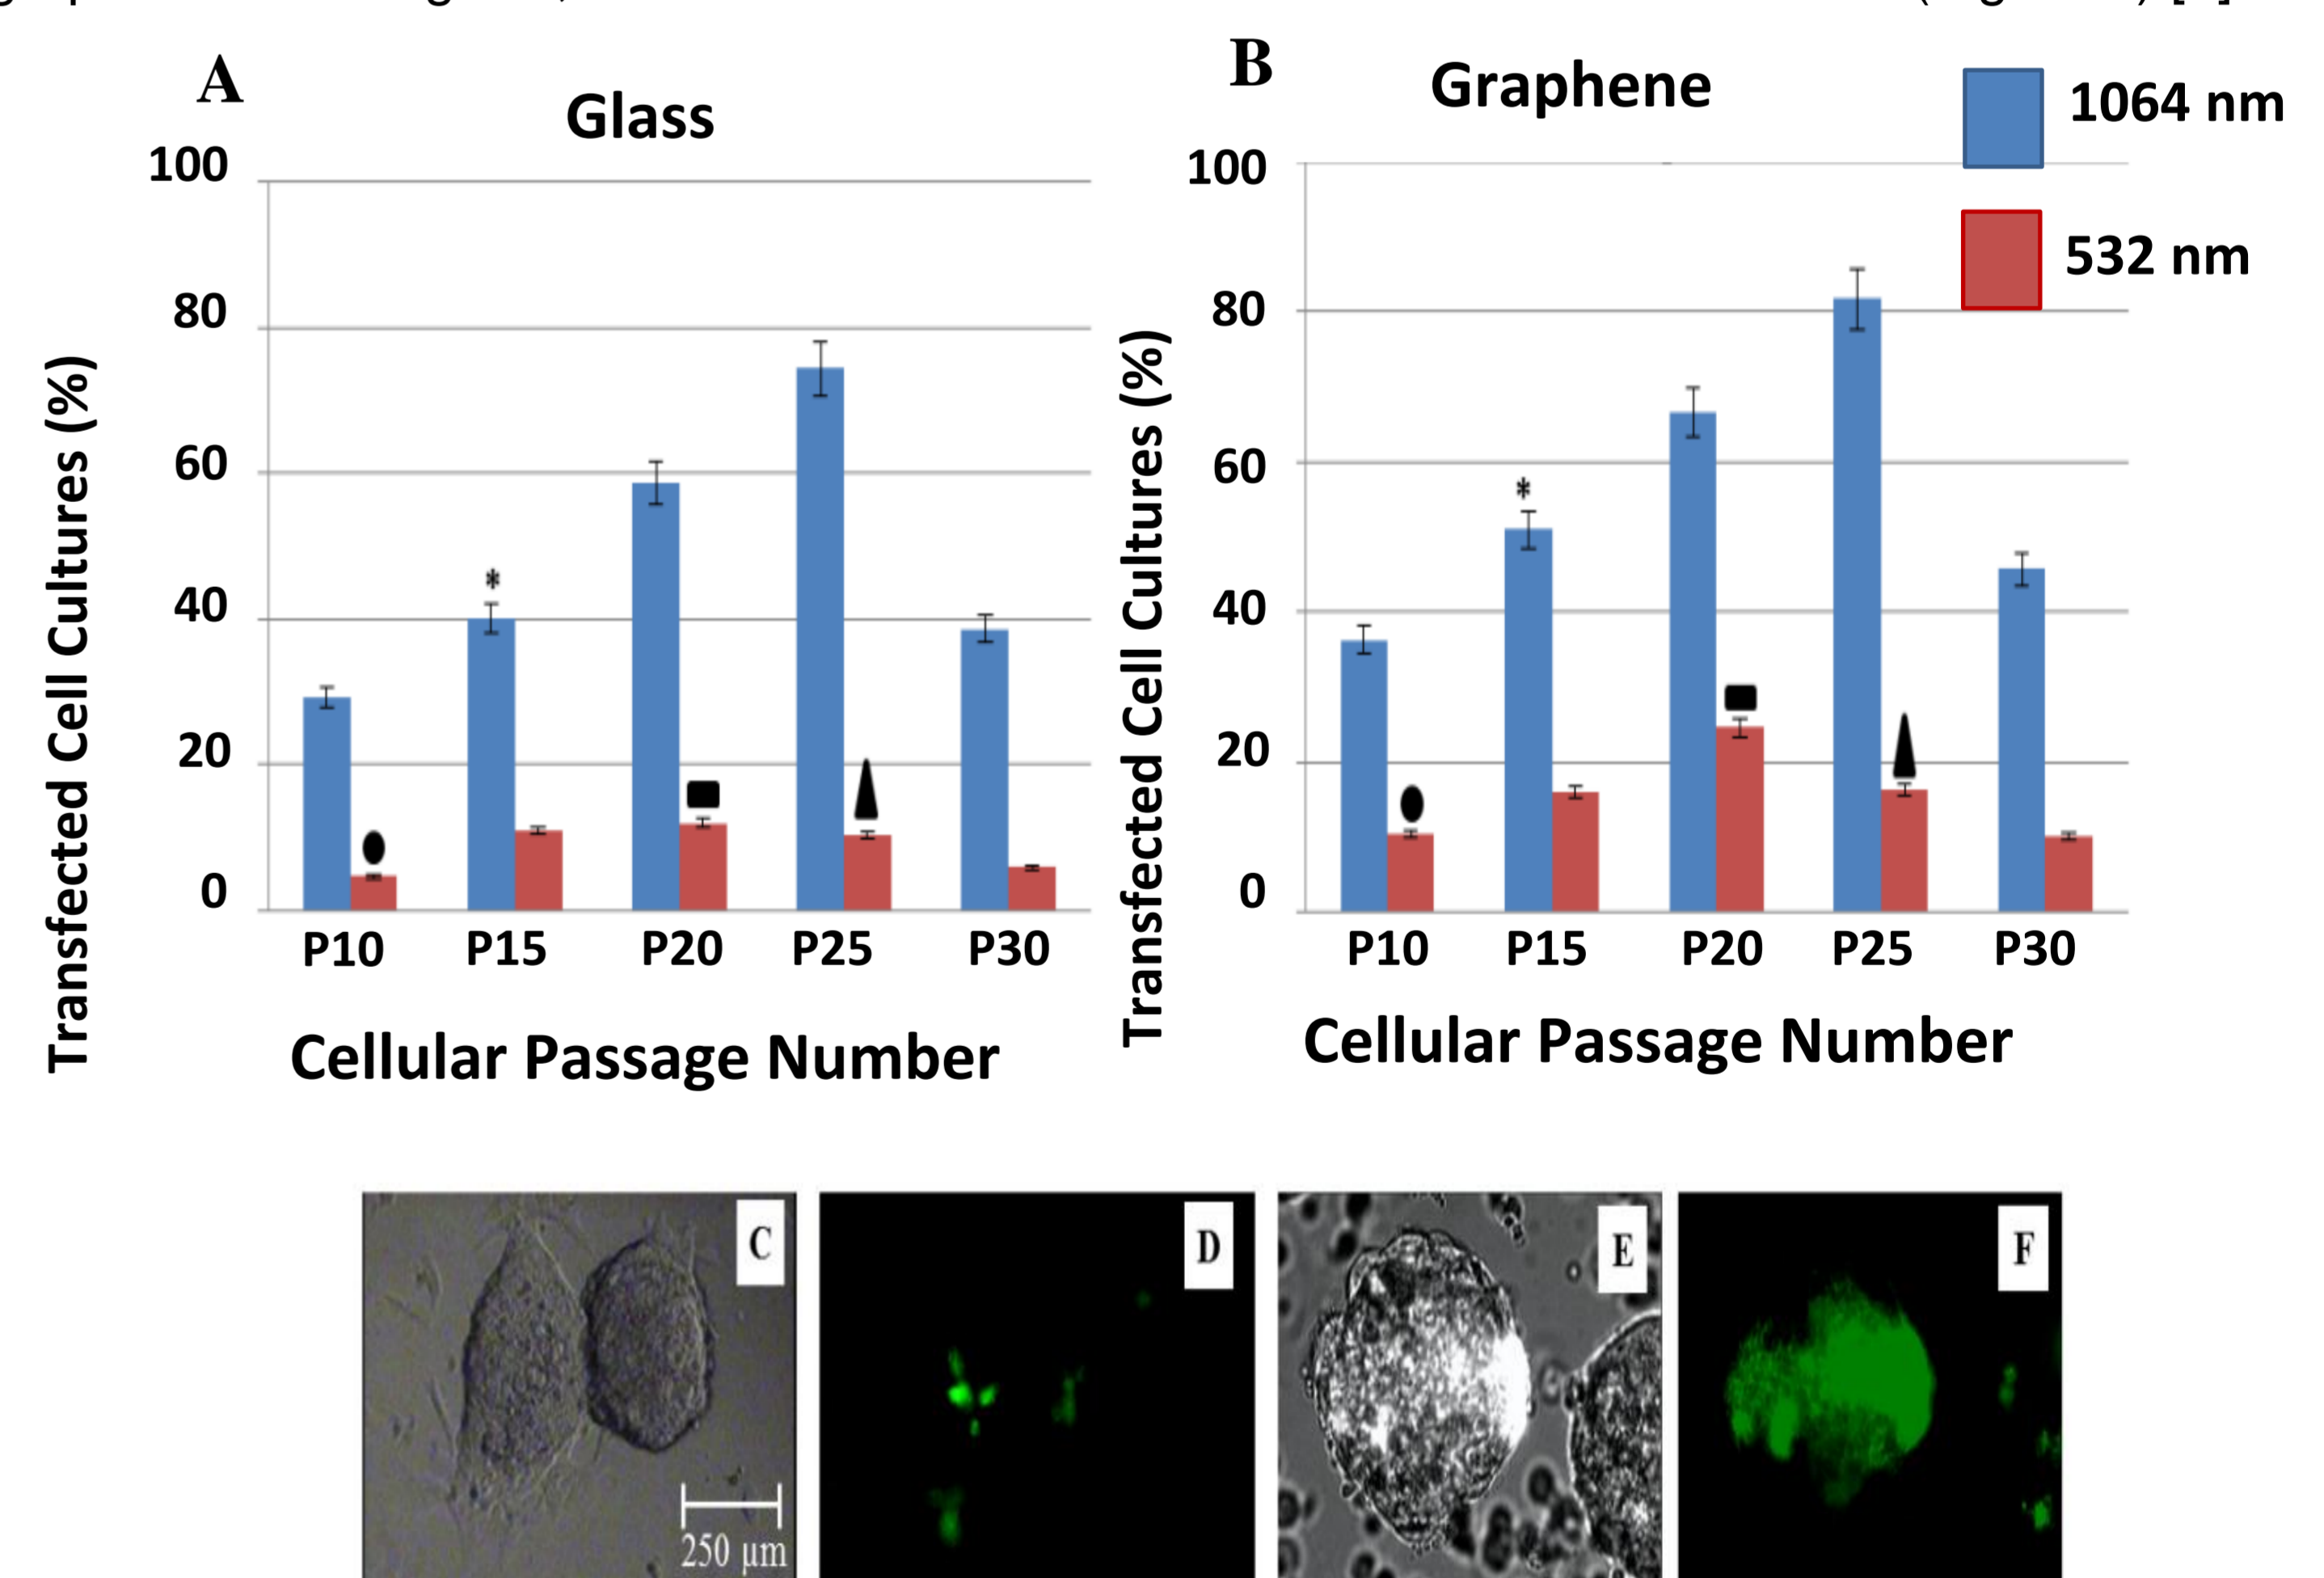 A
Glass
100
80
60
40
20
0
P10 P15 P20 P25 P30
Transfected Cell Cultures (%)
Cellular Passage Number
B
Graphene
1064 nm
532 nm
100
80
60
40
20
0
*
*
P10 P15 P20 P25 P30
Transfected Cell Cultures (%)
Cellular Passage Number
C
250 µm
D
E
F